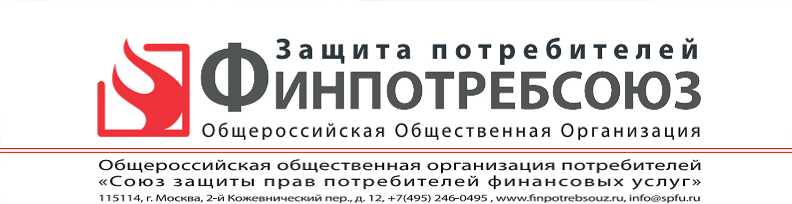 Защита потребителей
ФИНПОТРЕБСОЮЗ
Общероссийская Общественная Организация
Общероссийская общественная организация потребителей
«Союз защиты прав потребителей финансовых услуг»
115114, г. Москва, 2-й Кожевнический пер., д. 12, +7(495) 246-0495 , www.finpotrebsouz.ru, info@spfu.ru